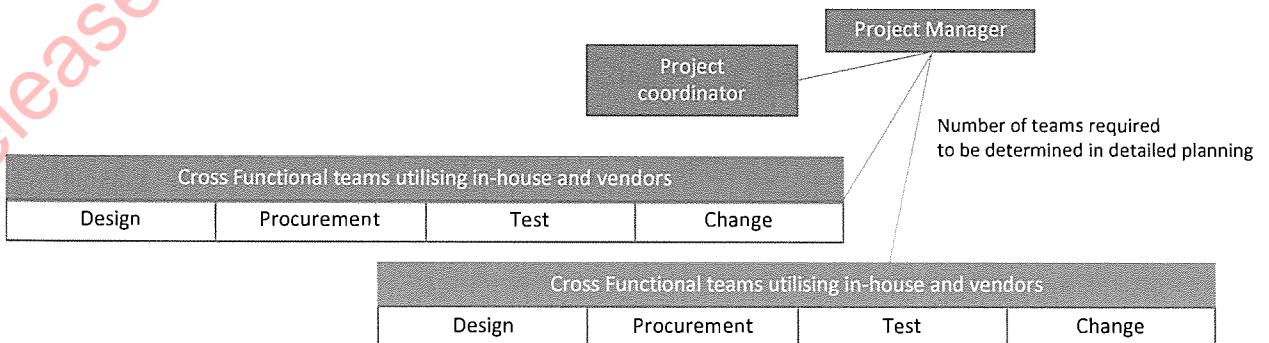 Project Manager
Project
coordinator
Number of teams required
to be determined in detailed planning
Cross Functional teams utilising in-house and vendors
Design Procurement Test Change
Cross Functional teams utilising in-house and vendors
Design Procurement Test Change